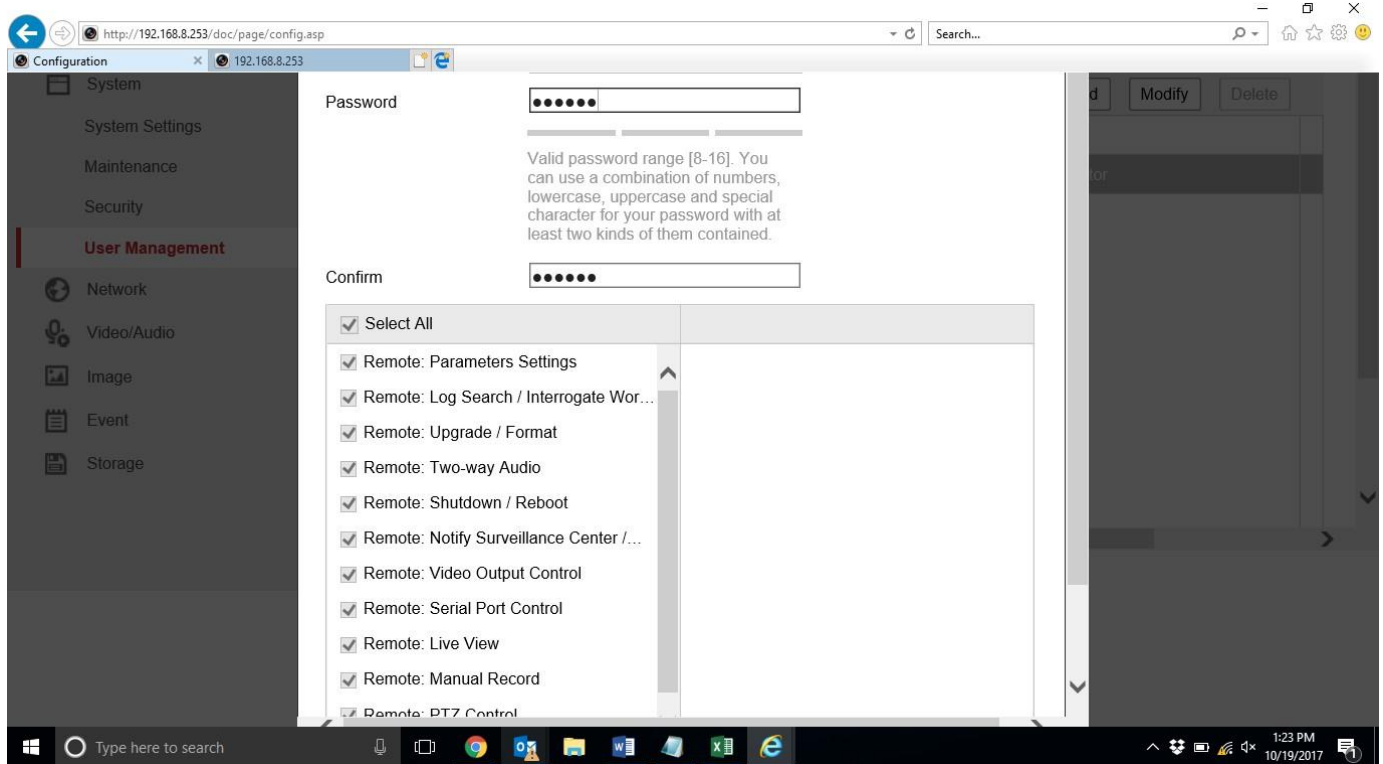 http://192.168.8.253/doc/page/config.asp
Search...
Configuration
192.168.8.253
System
System Settings
Maintenance
Security
User Management
Network
Video/Audio
Image
Event
Storage
Password
●●●●●●
Valid password range [8-16]. You
can use a combination of numbers,
lowercase, uppercase and special
character for your password with at
least two kinds of them contained.
Confirm
●●●●●●
Select All
Remote: Parameters Settings
Remote: Log Search / Interrogate Wor...
Remote: Upgrade / Format
Remote: Two-way Audio
Remote: Shutdown / Reboot
Remote: Notify Surveillance Center /...
Remote: Video Output Control
Remote: Serial Port Control
Remote: Live View
Remote: Manual Record
Remote: PTZ Control
d
Modify
Delete
tor
Type here to search
1:23 PM
10/19/2017